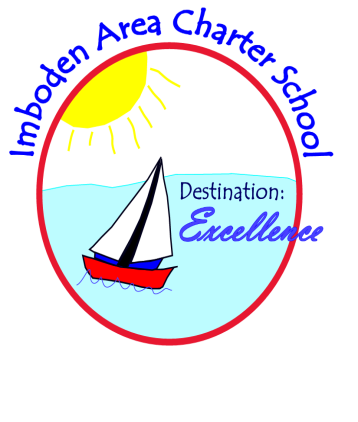 Imboden Area Charter School
Destination:
Excellence